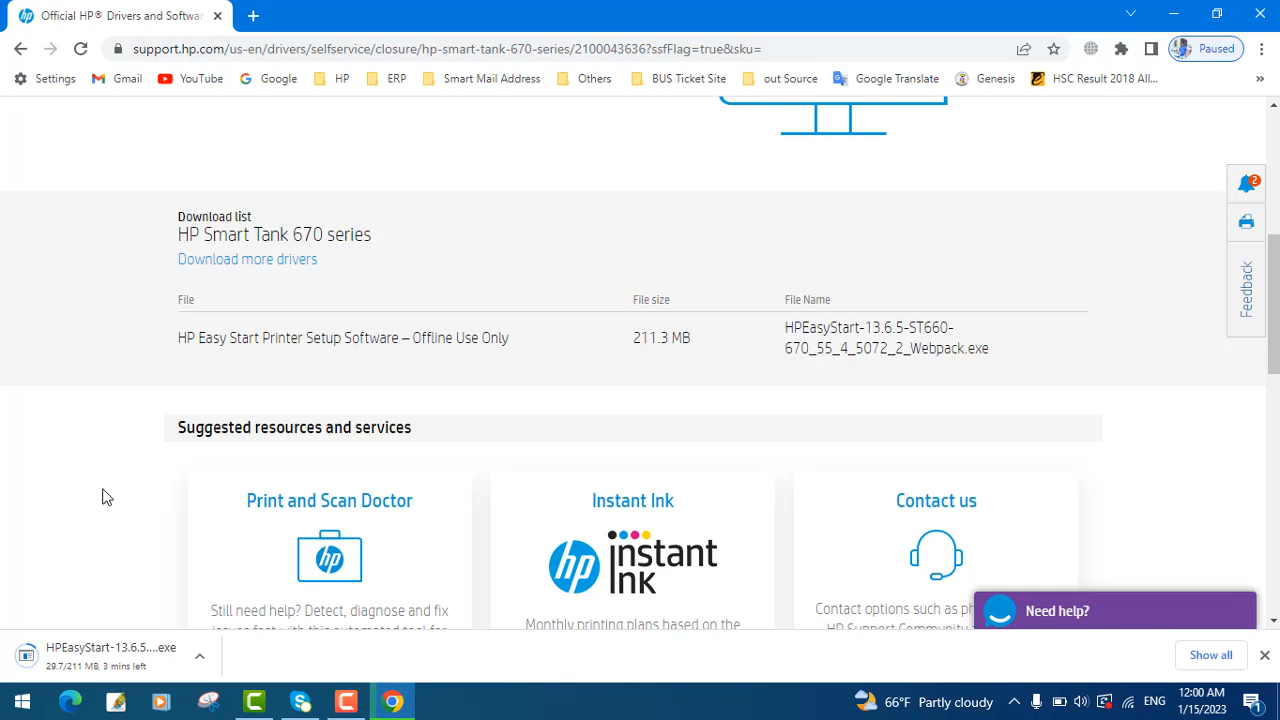 Official HP® Drivers and Softwar
support.hp.com/us-en/drivers/selfservice/closure/hp-smart-tank-670-series/2100043636?ssfFlag=true&sku=
Paused
Settings Gmail YouTube Google HP ERP Smart Mail Address Others BUS Ticket Site out Source Google Translate Genesis HSC Result 2018 All... »
2
Feedback
Download list
HP Smart Tank 670 series
Download more drivers
File File size File Name
HP Easy Start Printer Setup Software – Offline Use Only 211.3 MB HPEasyStart-13.6.5-ST660-
670_55_4_5072_2_Webpack.exe
Suggested resources and services
Print and Scan Doctor Instant Ink Contact us
hp hp instant
ink
Still need help? Detect, diagnose and fix
Monthly printing plans based on the
Contact options such as ph
Need help?
HPEasyStart-13.6.5....exe
29.7/211 MB, 3 mins left
Show all
66°F Partly cloudy ENG 12:00 AM
1/15/2023
1